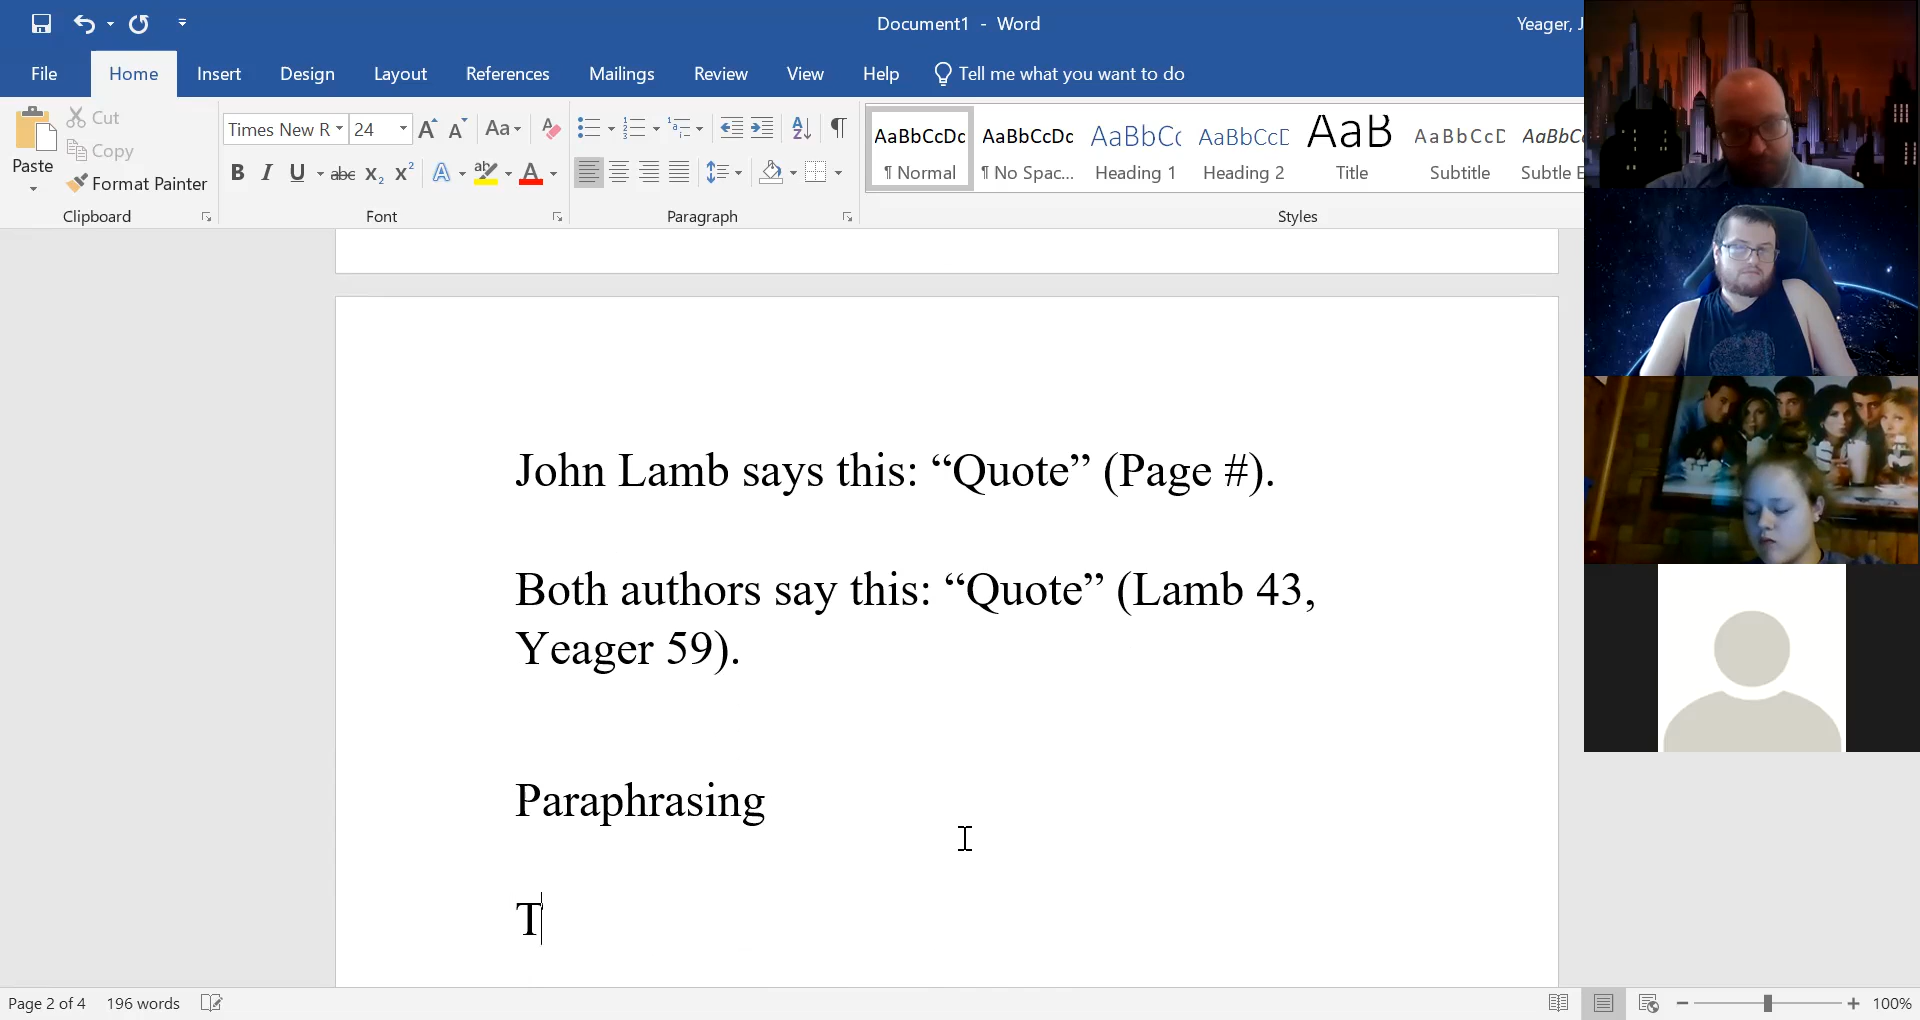 Document1 - Word
Yeager, J
File Home Insert Design Layout References Mailings Review View Help Tell me what you want to do
Paste
Cut
Copy
Format Painter
Clipboard
Times New R 24
Font
Paragraph
AaBbCcDc AaBbCcDc AaBbCc AaBbCcD AaB AaBbCcD AaBbCc
¶ Normal ¶ No Spac... Heading 1 Heading 2 Title Subtitle Subtle E
Styles
John Lamb says this: “Quote” (Page #).
Both authors say this: “Quote” (Lamb 43,
Yeager 59).
Paraphrasing
T
Page 2 of 4 196 words 100%